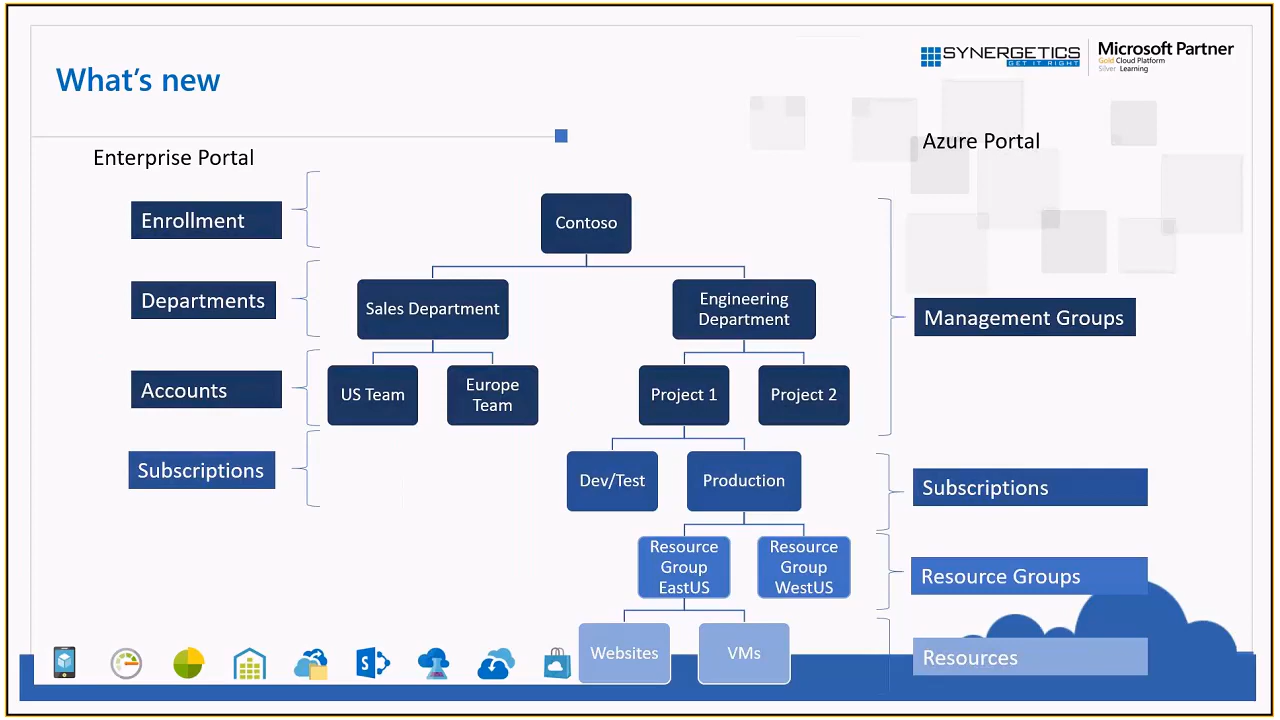 What's new
SYNERGETICS
GET IT RIGHT
Microsoft Partner
Gold Cloud Platform
Silver Learning
Enterprise Portal
Azure Portal
Enrollment
Departments
Accounts
Subscriptions
Contoso
Sales Department
Engineering
Department
US Team
Europe
Team
Project 1
Project 2
Dev/Test
Production
Resource
Group
EastUS
Resource
Group
WestUS
Websites
VMs
Management Groups
Subscriptions
Resource Groups
Resources
S